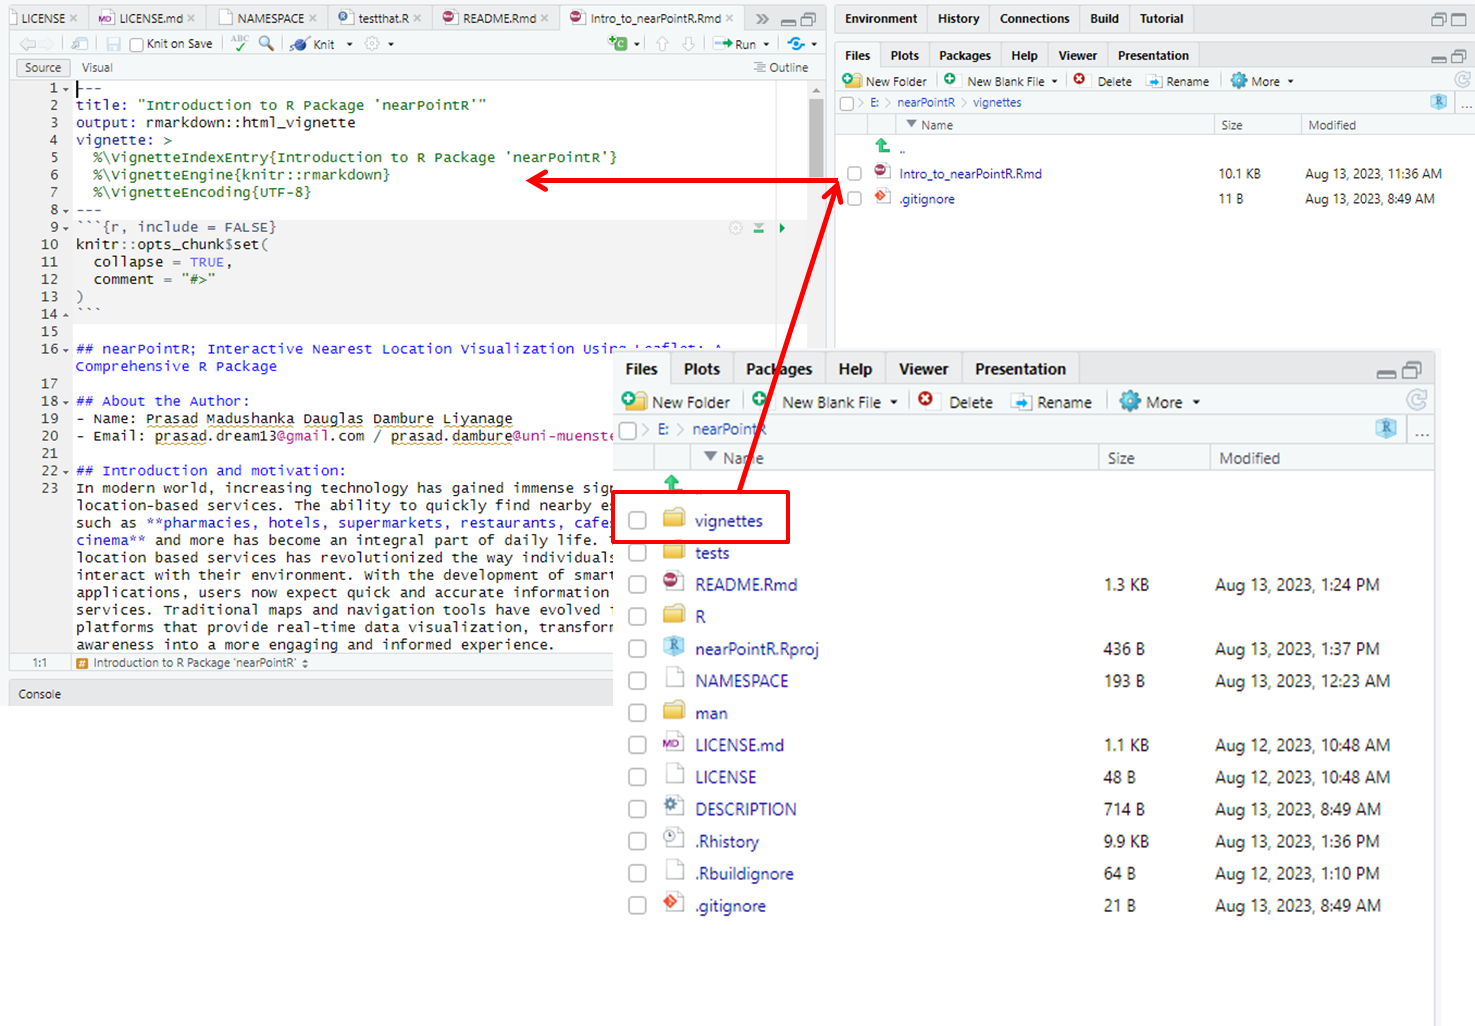 LICENSE × LICENSE.md × NAMESPACE × testthat.R × README.Rmd × Intro_to_nearPointR.Rmd ×
Knit on Save ABC Knit Run
Source Visual Outline
1 ---
2 title: "Introduction to R Package 'nearPointR'"
3 output: rmarkdown::html_vignette
4 vignette: >
5 %\VignetteIndexEntry{Introduction to R Package 'nearPointR'}
6 %\VignetteEngine{knitr::rmarkdown}
7 %\VignetteEncoding{UTF-8}
8 ---
9 ```{r, include = FALSE}
10 knitr::opts_chunk$set(
11 collapse = TRUE,
12 comment = "#>"
13 )
14 ```
15
16 ## nearPointR; Interactive Nearest Location Visualization Using Leaflet: A
Comprehensive R Package
17
18 ## About the Author:
19 - Name: Prasad Madushanka Dauglas Dambure Liyanage
20 - Email: prasad.dream13@gmail.com / prasad.dambure@uni-muenste
21
22 ## Introduction and motivation:
23 In modern world, increasing technology has gained immense sig
location-based services. The ability to quickly find nearby es
such as **pharmacies, hotels, supermarkets, restaurants, cafes
cinema** and more has become an integral part of daily life.
location based services has revolutionized the way individuals
interact with their environment. With the development of smar
applications, users now expect quick and accurate information
services. Traditional maps and navigation tools have evolved i
platforms that provide real-time data visualization, transform
awareness into a more engaging and informed experience.
1:1 # Introduction to R Package 'nearPointR'
Console
Environment History Connections Build Tutorial
Files Plots Packages Help Viewer Presentation
New Folder New Blank File Delete Rename More
E: > nearPointR > vignettes R ...
Name Size Modified
..
Intro_to_nearPointR.Rmd 10.1 KB Aug 13, 2023, 11:36 AM
.gitignore 11 B Aug 13, 2023, 8:49 AM
Files Plots Packages Help Viewer Presentation
New Folder New Blank File Delete Rename More
E: > nearPointR R ...
Name Size Modified
vignettes
tests
README.Rmd 1.3 KB Aug 13, 2023, 1:24 PM
R
nearPointR.Rproj 436 B Aug 13, 2023, 1:37 PM
NAMESPACE 193 B Aug 13, 2023, 12:23 AM
man
LICENSE.md 1.1 KB Aug 12, 2023, 10:48 AM
LICENSE 48 B Aug 12, 2023, 10:48 AM
DESCRIPTION 714 B Aug 13, 2023, 8:49 AM
.Rhistory 9.9 KB Aug 13, 2023, 1:36 PM
.Rbuildignore 64 B Aug 12, 2023, 1:10 PM
.gitignore 21 B Aug 13, 2023, 8:49 AM